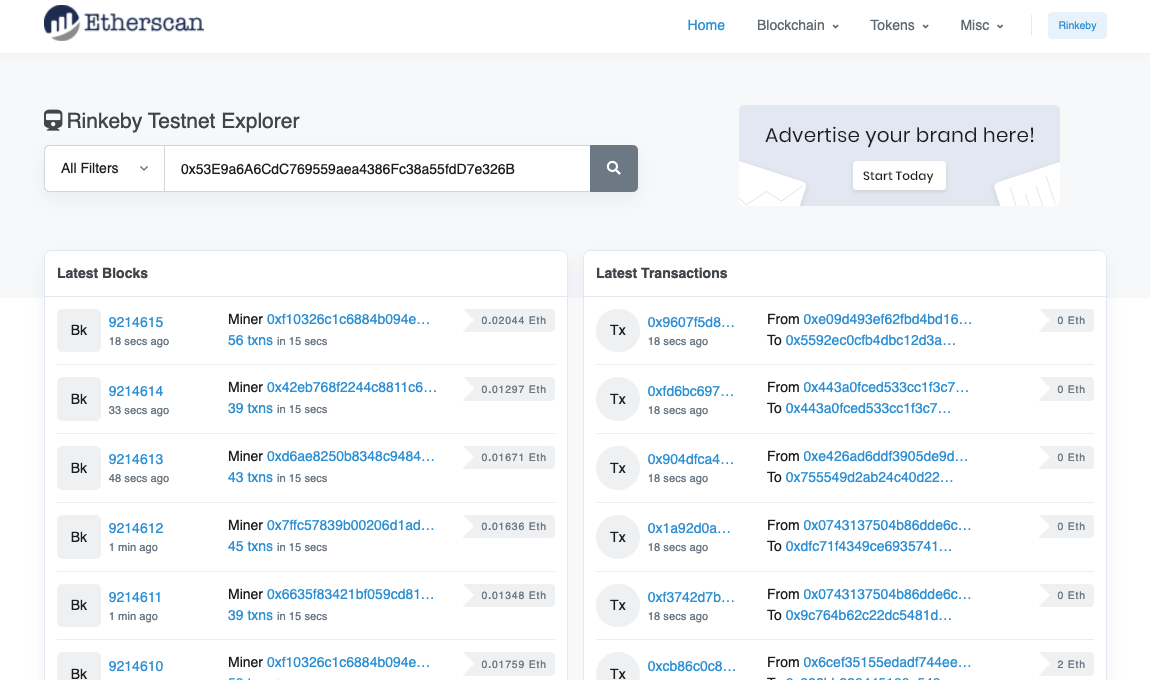 Etherscan
Home Blockchain Tokens Misc Rinkeby
Rinkeby Testnet Explorer
All Filters 0x53E9a6A6CdC769559aea4386Fc38a55fdD7e326B
Advertise your brand here!
Start Today
Latest Blocks
Bk 9214615 Miner 0xf10326c1c6884b094e... 0.02044 Eth
18 secs ago 56 txns in 15 secs
Bk 9214614 Miner 0x42eb768f2244c8811c6... 0.01297 Eth
33 secs ago 39 txns in 15 secs
Bk 9214613 Miner 0xd6ae8250b8348c9484... 0.01671 Eth
48 secs ago 43 txns in 15 secs
Bk 9214612 Miner 0x7ffc57839b00206d1ad... 0.01636 Eth
1 min ago 45 txns in 15 secs
Bk 9214611 Miner 0x6635f83421bf059cd81... 0.01348 Eth
1 min ago 39 txns in 15 secs
Bk 9214610 Miner 0xf10326c1c6884b094e... 0.01759 Eth
Latest Transactions
Tx 0x9607f5d8... From 0xe09d493ef62fbd4bd16... 0 Eth
18 secs ago To 0x5592ec0cfb4dbc12d3a...
Tx 0xfd6bc697... From 0x443a0fced533cc1f3c7... 0 Eth
18 secs ago To 0x443a0fced533cc1f3c7...
Tx 0x904dfca4... From 0xe426ad6ddf3905de9d... 0 Eth
18 secs ago To 0x755549d2ab24c40d22...
Tx 0x1a92d0a... From 0x0743137504b86dde6c... 0 Eth
18 secs ago To 0xdfc71f4349ce6935741...
Tx 0xf3742d7b... From 0x0743137504b86dde6c... 0 Eth
18 secs ago To 0x9c764b62c22dc5481d...
Tx 0xcb86c0c8... From 0x6cef35155edadf744ee... 2 Eth